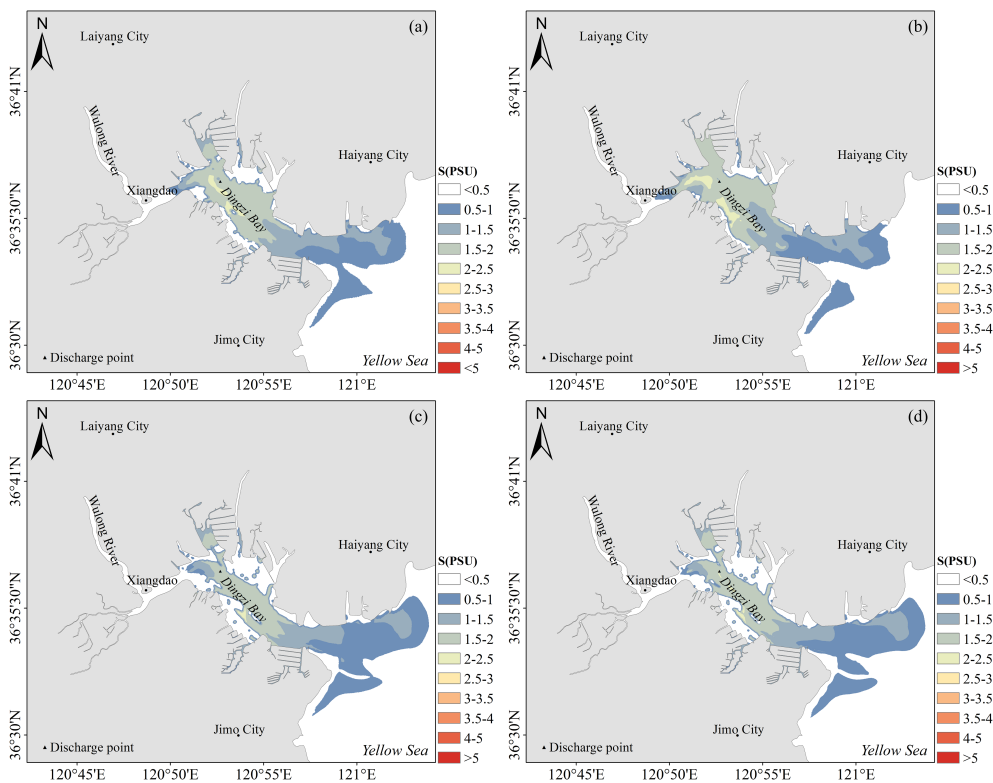 (a)
N
Laiyang City
36°41'N
Wulong River
Haiyang City
Xiangdao
Dingzi Bay
36°35'30"N
Jimo City
36°30'N
Discharge point
Yellow Sea
120°45'E 120°50'E 120°55'E 121°E
S(PSU)
<0.5
0.5-1
1-1.5
1.5-2
2-2.5
2.5-3
3-3.5
3.5-4
4-5
<5
(b)
N
Laiyang City
36°41'N
Wulong River
Haiyang City
Xiangdao
Dingzi Bay
36°35'30"N
Jimo City
36°30'N
Discharge point
Yellow Sea
120°45'E 120°50'E 120°55'E 121°E
S(PSU)
<0.5
0.5-1
1-1.5
1.5-2
2-2.5
2.5-3
3-3.5
3.5-4
4-5
>5
(c)
N
Laiyang City
36°41'N
Wulong River
Haiyang City
Xiangdao
Dingzi Bay
36°35'30"N
Jimo City
36°30'N
Discharge point
Yellow Sea
120°45'E 120°50'E 120°55'E 121°E
S(PSU)
<0.5
0.5-1
1-1.5
1.5-2
2-2.5
2.5-3
3-3.5
3.5-4
4-5
>5
(d)
N
Laiyang City
36°41'N
Wulong River
Haiyang City
Xiangdao
Dingzi Bay
36°35'30"N
Jimo City
36°30'N
Discharge point
Yellow Sea
120°45'E 120°50'E 120°55'E 121°E
S(PSU)
<0.5
0.5-1
1-1.5
1.5-2
2-2.5
2.5-3
3-3.5
3.5-4
4-5
>5